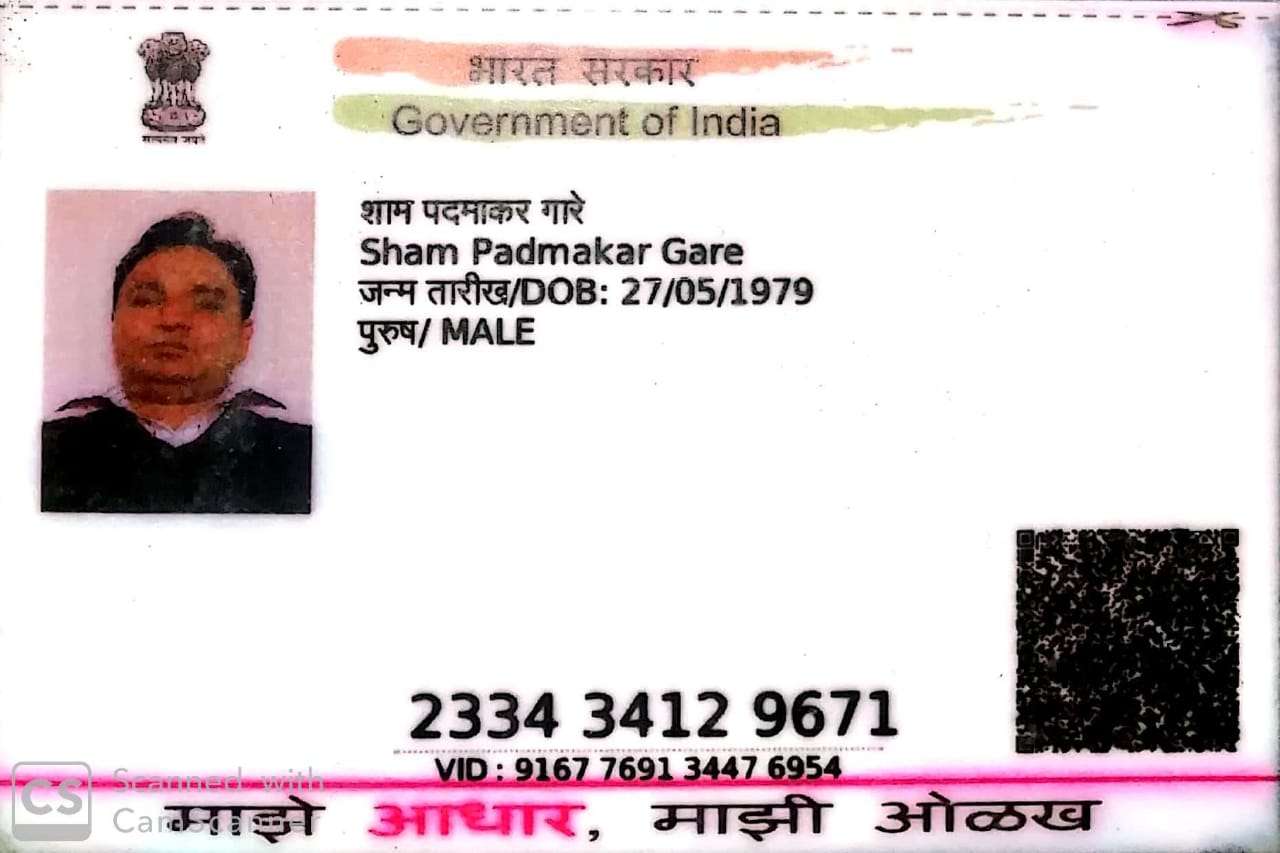 भारत सरकार
Government of India
सत्यमेव जयते
शाम पदमाकर गारे
Sham Padmakar Gare
जन्म तारीख/DOB: 27/05/1979
पुरुष/ MALE
2334 3412 9671
VID : 9167 7691 3447 6954
माझे आधार, माझी ओळख
CS Scanned with
CamScanner